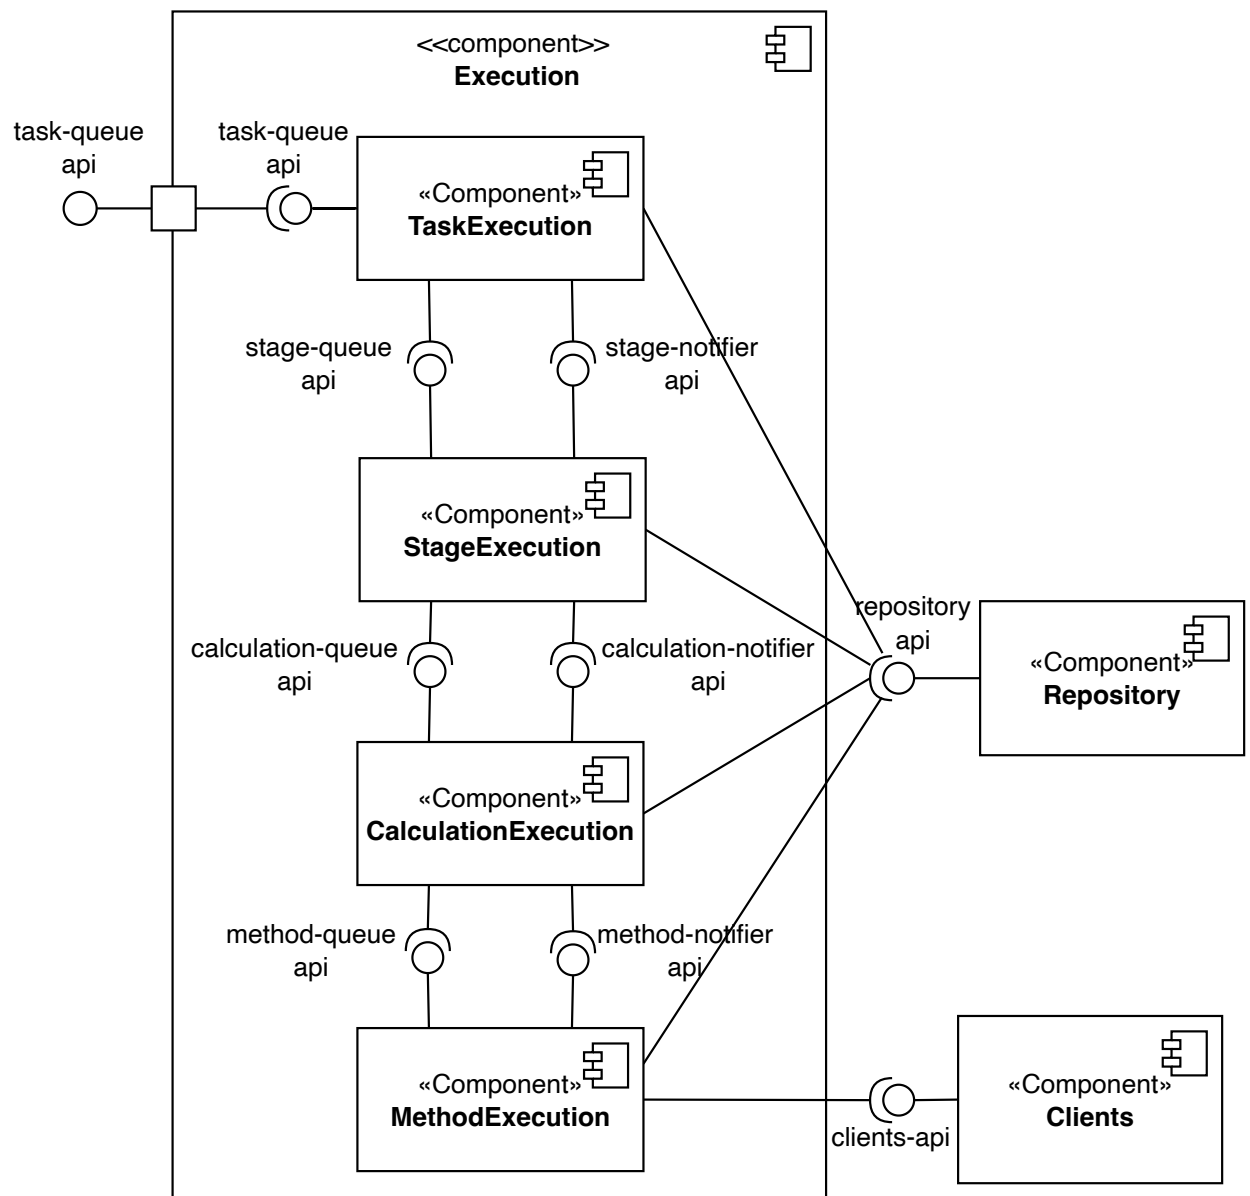 <<component>>
Execution
task-queue
api
task-queue
api
«Component»
TaskExecution
stage-queue
api
stage-notifier
api
«Component»
StageExecution
calculation-queue
api
calculation-notifier
api
repository
api
«Component»
Repository
«Component»
CalculationExecution
method-queue
api
method-notifier
api
«Component»
MethodExecution
clients-api
«Component»
Clients